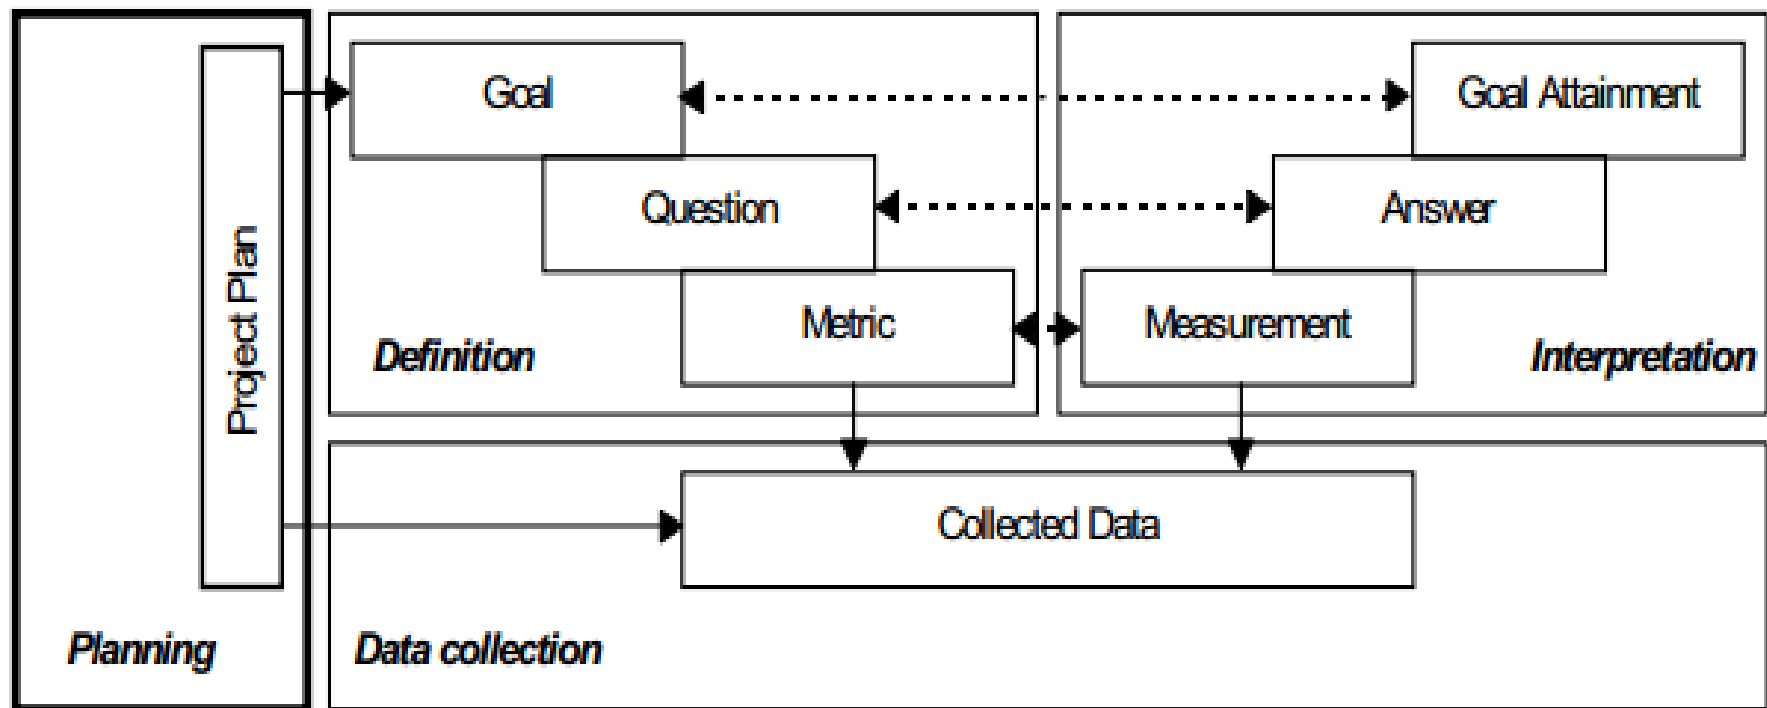 Project Plan
Planning
Goal
Question
Metric
Definition
Goal Attainment
Answer
Measurement
Interpretation
Collected Data
Data collection